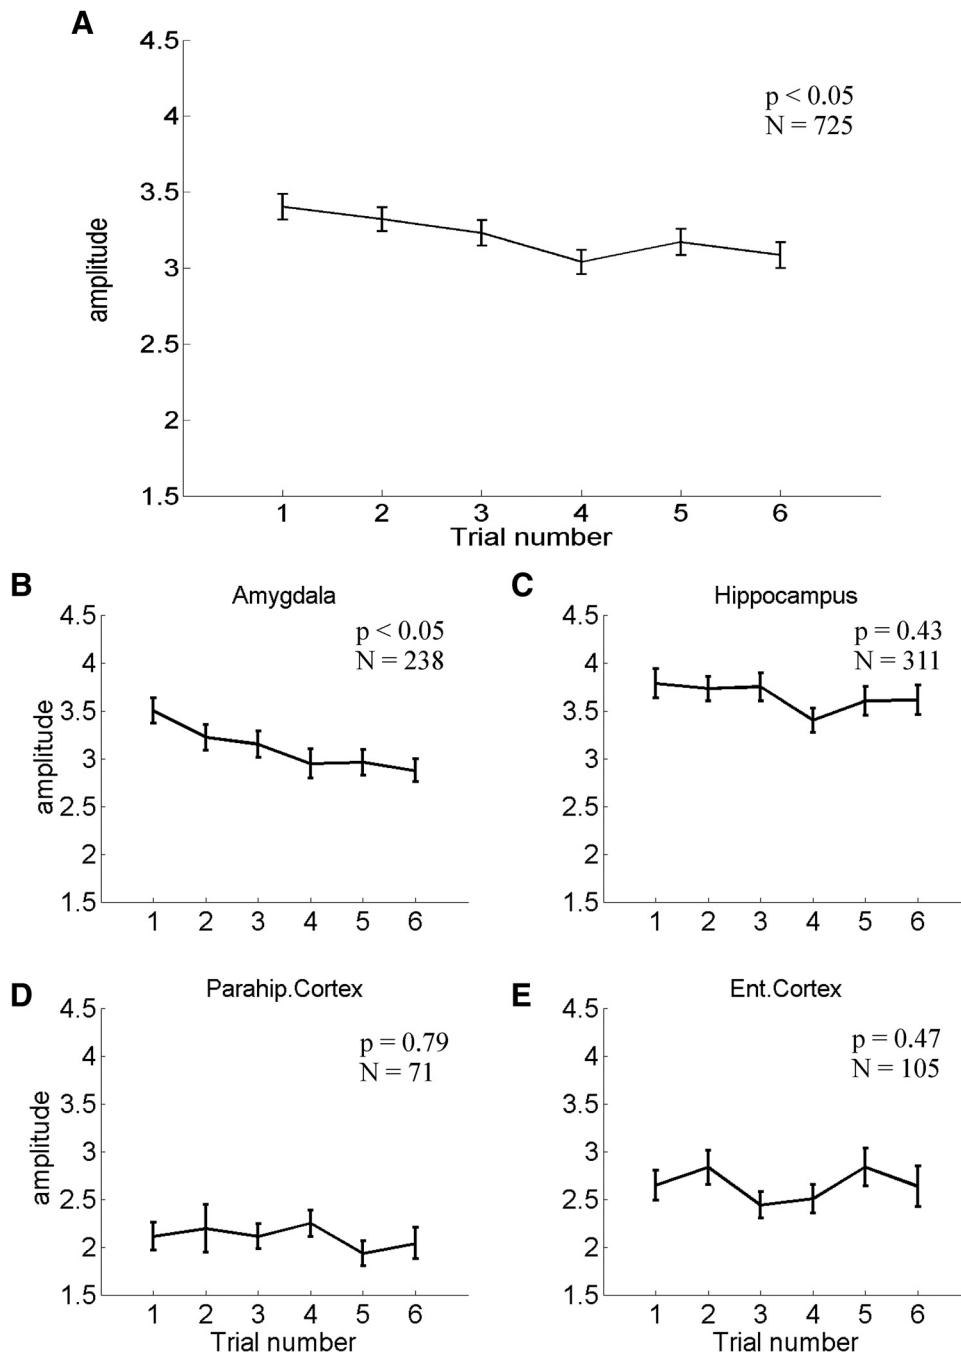 A
4.5
4
3.5
3
2.5
2
1.5
amplitude
p < 0.05
N = 725
1 2 3 4 5 6
Trial number
B
Amygdala
4.5
4
3.5
3
2.5
2
1.5
amplitude
p < 0.05
N = 238
1 2 3 4 5 6
C
Hippocampus
4.5
4
3.5
3
2.5
2
1.5
p = 0.43
N = 311
1 2 3 4 5 6
D
Parahip.Cortex
4.5
4
3.5
3
2.5
2
1.5
amplitude
p = 0.79
N = 71
1 2 3 4 5 6
Trial number
E
Ent.Cortex
4.5
4
3.5
3
2.5
2
1.5
p = 0.47
N = 105
1 2 3 4 5 6
Trial number